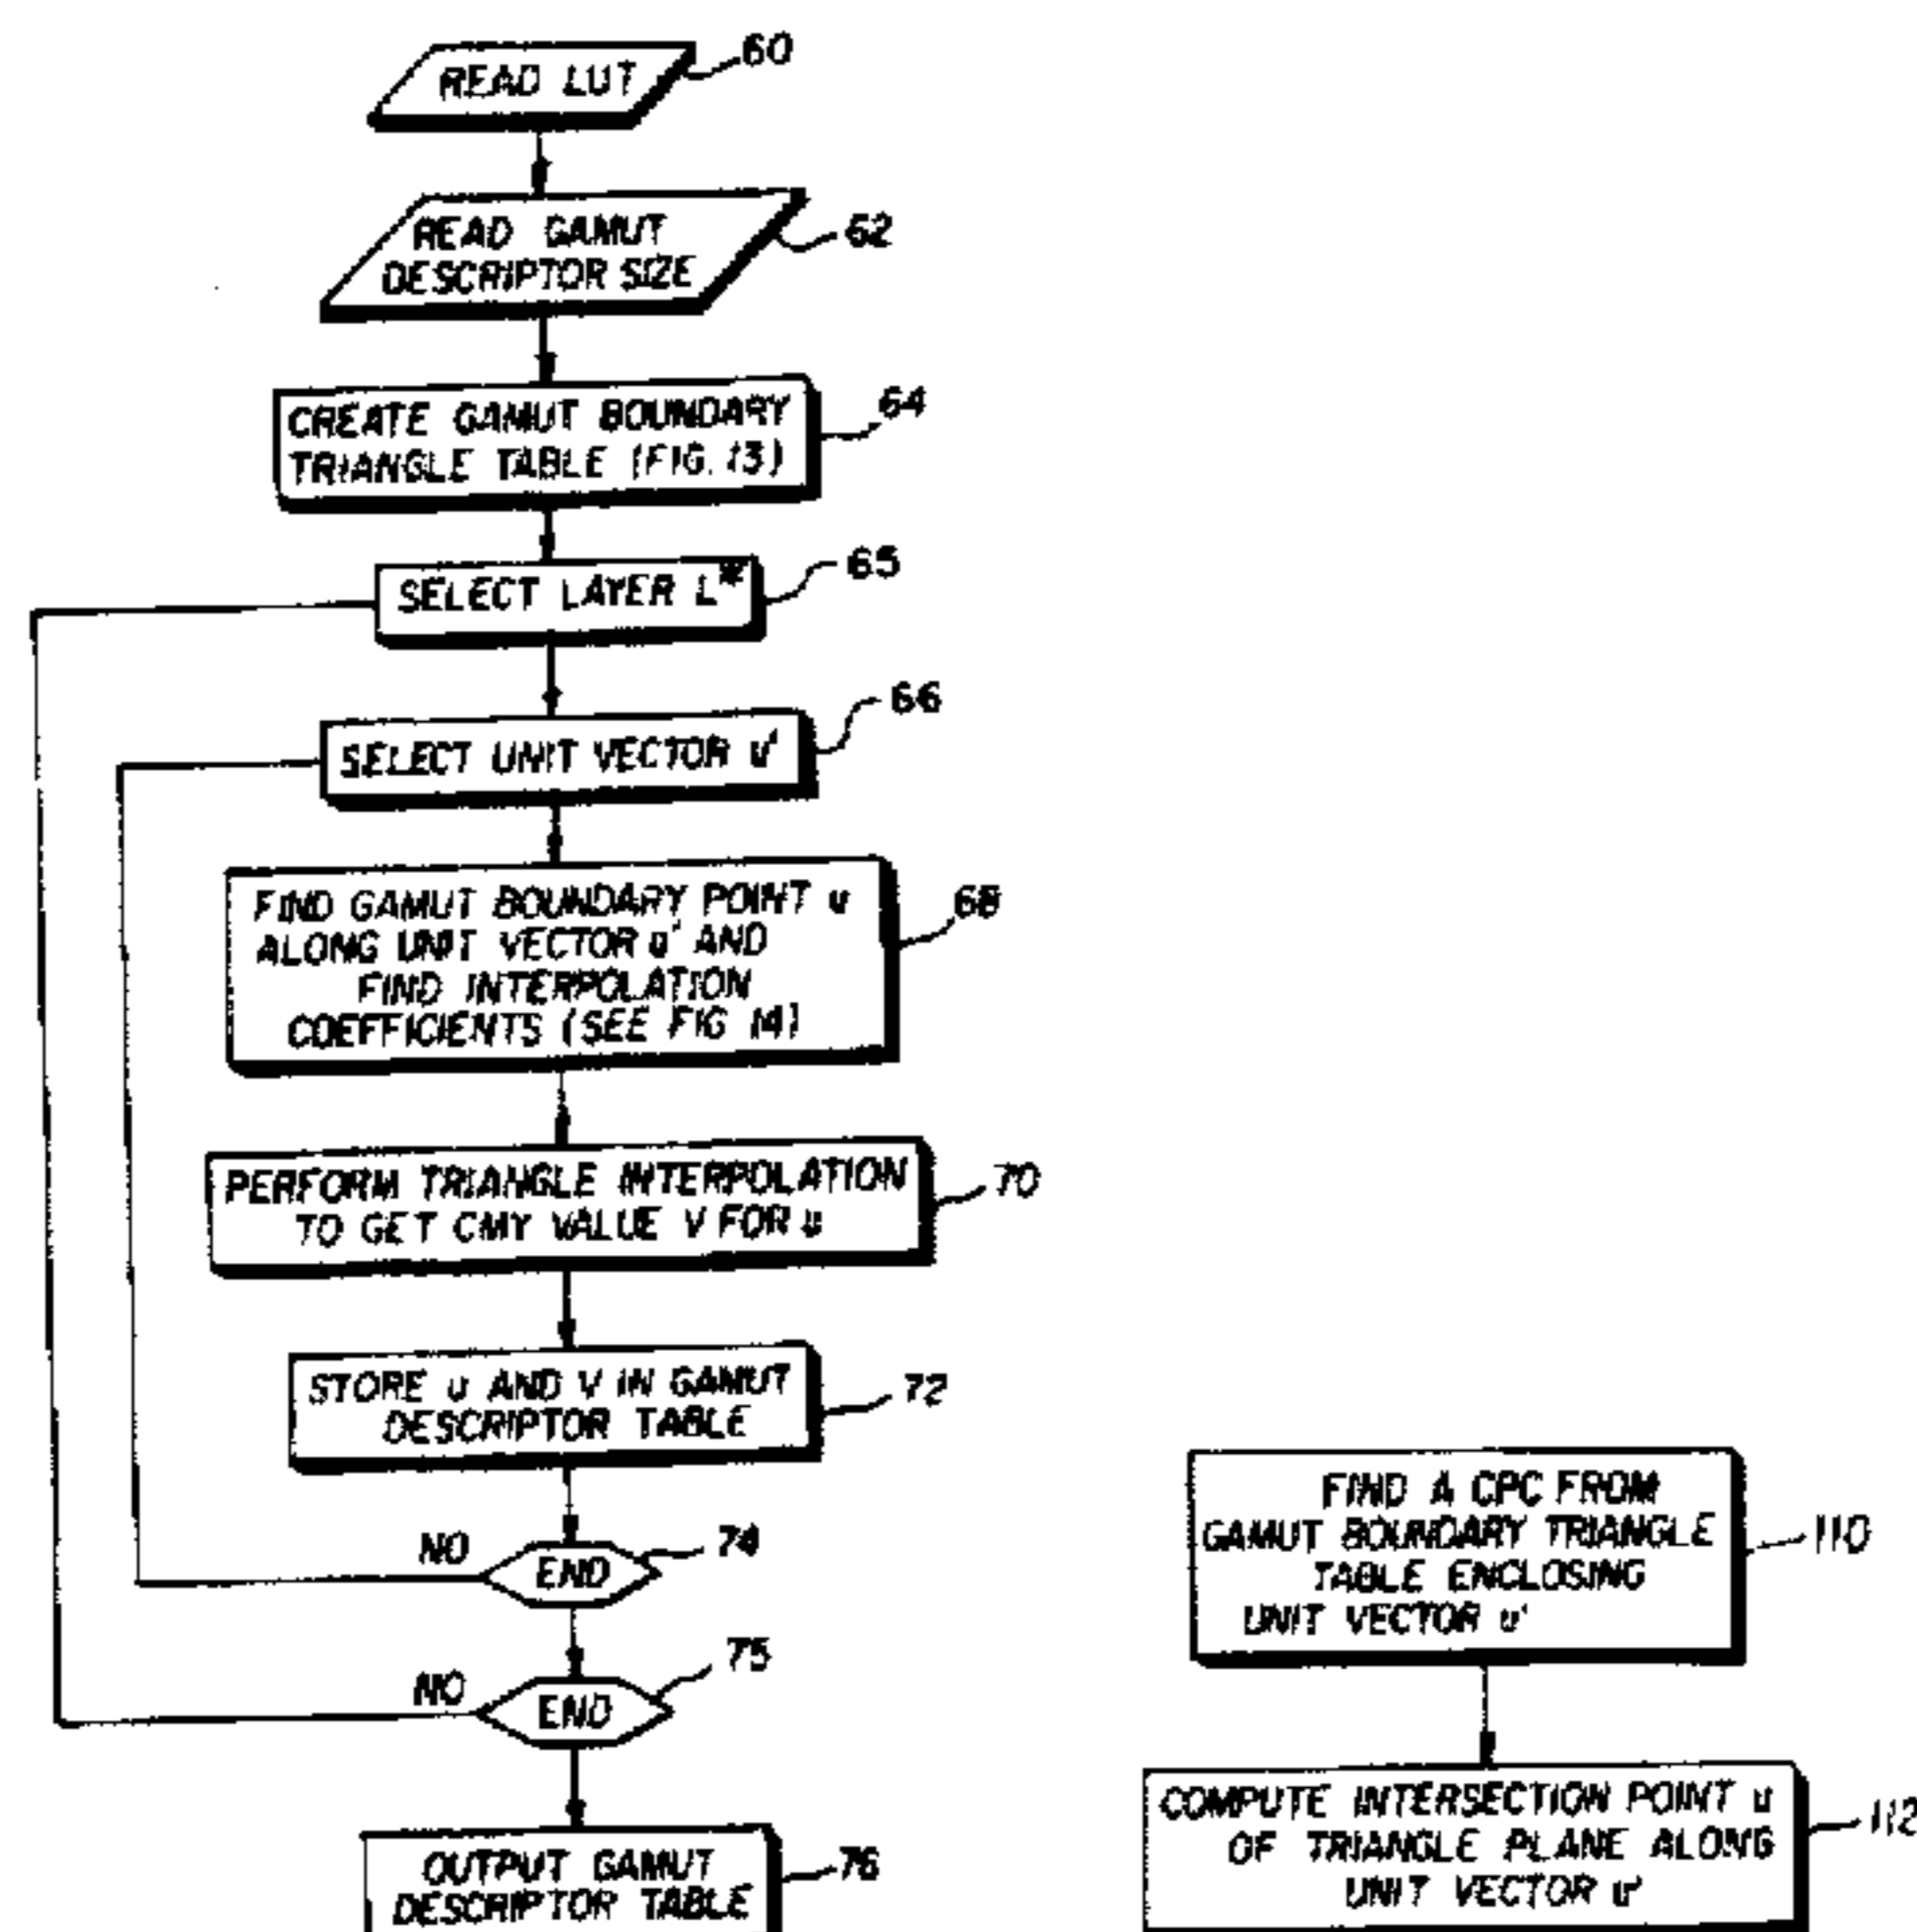 READ LUT
60
READ GAMUT
DESCRIPTOR SIZE
62
CREATE GAMUT BOUNDARY
TRIANGLE TABLE (FIG. 13)
64
SELECT LAYER L*
65
SELECT UNIT VECTOR u'
66
FIND GAMUT BOUNDARY POINT u
ALONG UNIT VECTOR u' AND
FIND INTERPOLATION
COEFFICIENTS (SEE FIG 14)
68
PERFORM TRIANGLE INTERPOLATION
TO GET CMY VALUE V FOR u
70
STORE u AND V IN GAMUT
DESCRIPTOR TABLE
72
NO
END
74
NO
END
75
OUTPUT GAMUT
DESCRIPTOR TABLE
76
FIND A CPC FROM
GAMUT BOUNDARY TRIANGLE
TABLE ENCLOSING
UNIT VECTOR u'
110
COMPUTE INTERSECTION POINT u
OF TRIANGLE PLANE ALONG
UNIT VECTOR u'
112